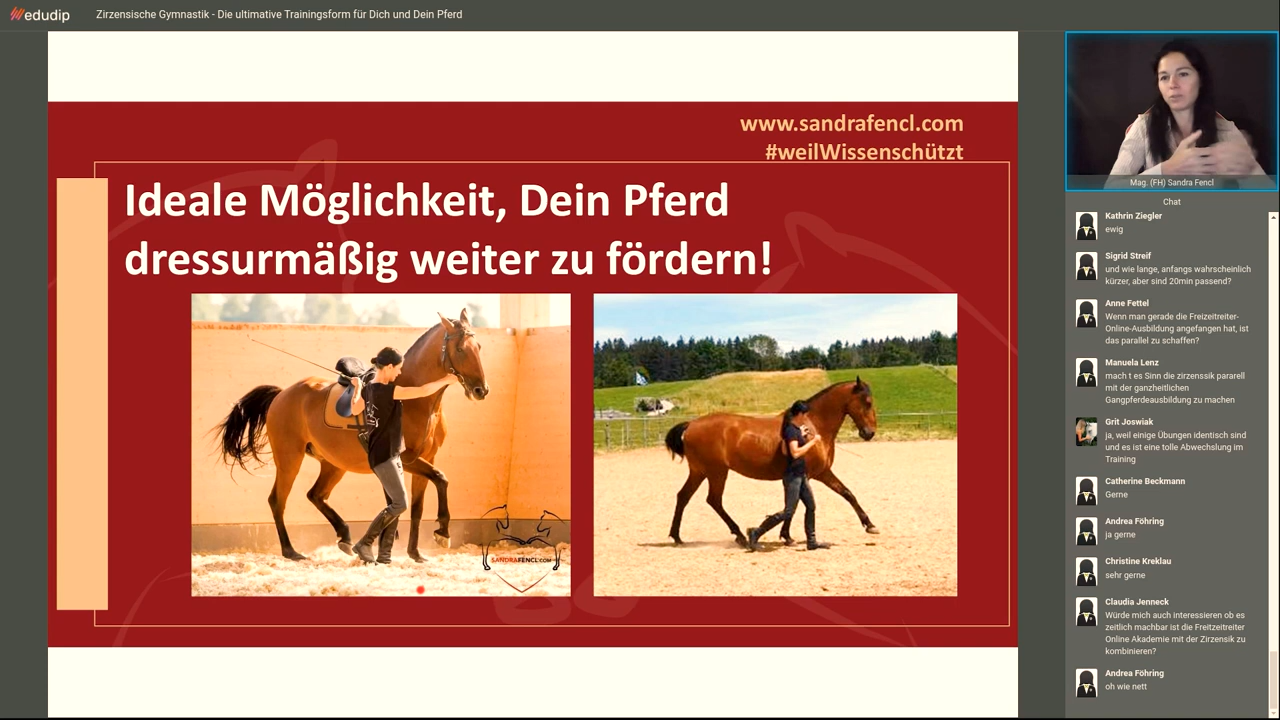 edudip
Zirzensische Gymnastik - Die ultimative Trainingsform für Dich und Dein Pferd
www.sandrafencl.com
#weilWissenschützt
Ideale Möglichkeit, Dein Pferd
dressurmäßig weiter zu fördern!
SANDRAFENCL.COM
Mag. (FH) Sandra Fencl
Chat
Kathrin Ziegler
ewig
Sigrid Streif
und wie lange, anfangs wahrscheinlich
kürzer, aber sind 20min passend?
Anne Fettel
Wenn man gerade die Freizeitreiter-
Online-Ausbildung angefangen hat, ist
das parallel zu schaffen?
Manuela Lenz
mach t es Sinn die zirzenssik pararell
mit der ganzheitlichen
Gangpferdeausbildung zu machen
Grit Joswiak
ja, weil einige Übungen identisch sind
und es ist eine tolle Abwechslung im
Training
Catherine Beckmann
Gerne
Andrea Föhring
ja gerne
Christine Kreklau
sehr gerne
Claudia Jenneck
Würde mich auch interessieren ob es
zeitlich machbar ist die Freitzeitreiter
Online Akademie mit der Zirzensik zu
kombinieren?
Andrea Föhring
oh wie nett